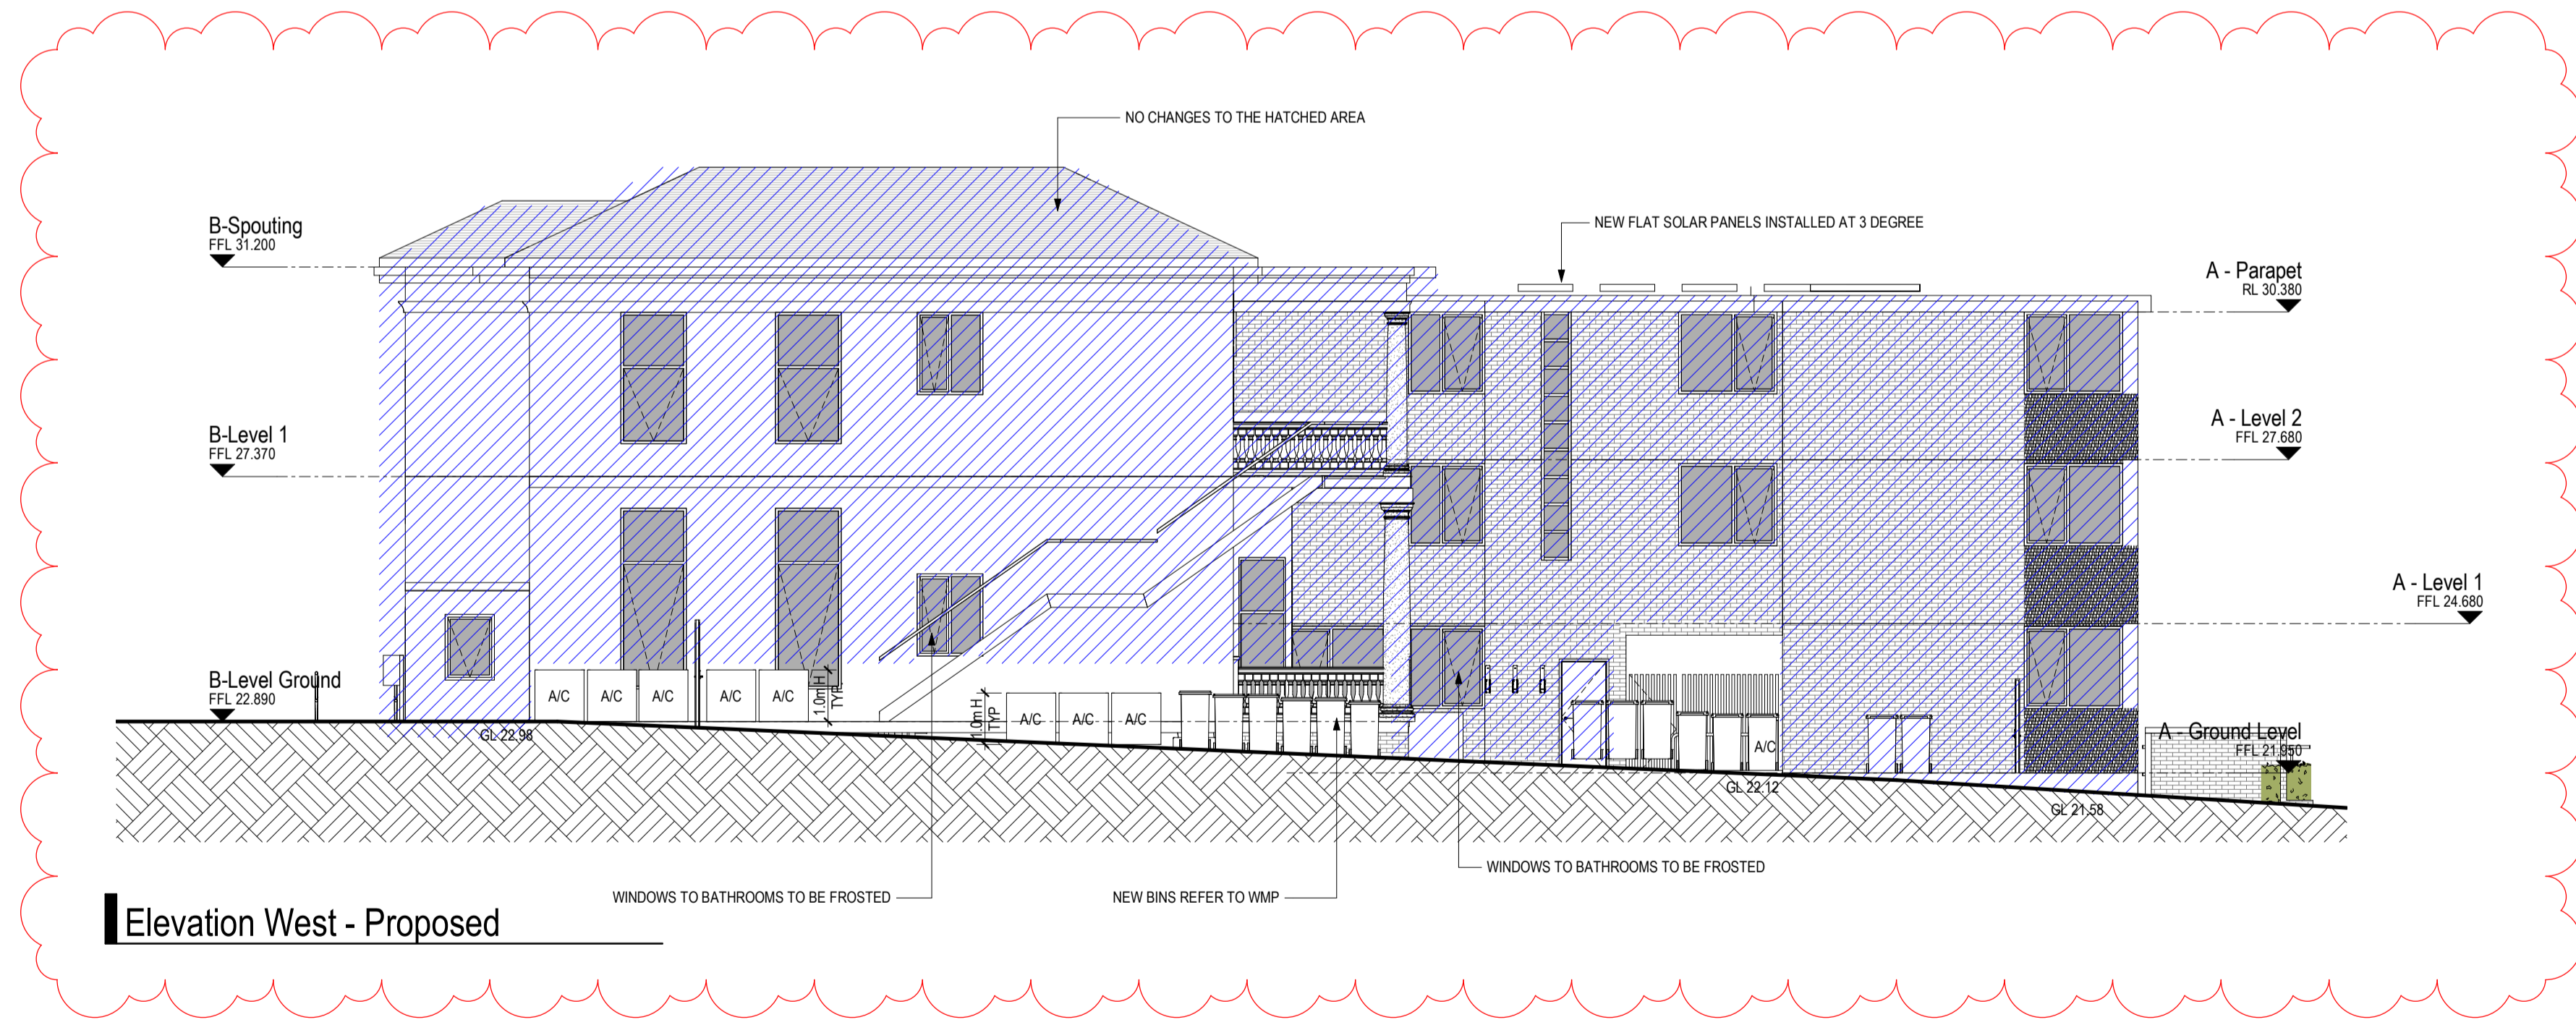 NO CHANGES TO THE HATCHED AREA
B-Spouting
FFL 31.200
NEW FLAT SOLAR PANELS INSTALLED AT 3 DEGREE
A - Parapet
RL 30.380
B-Level 1
FFL 27.370
A - Level 2
FFL 27.680
A - Level 1
FFL 24.680
B-Level Ground
FFL 22.890
A/C
A/C
A/C
A/C
A/C
1.0m H
TYP
1.0m H
TYP
A/C
A/C
A/C
A/C
A - Ground Level
FFL 21.950
GL 22.98
GL 22.12
GL 21.58
WINDOWS TO BATHROOMS TO BE FROSTED
NEW BINS REFER TO WMP
WINDOWS TO BATHROOMS TO BE FROSTED
Elevation West - Proposed